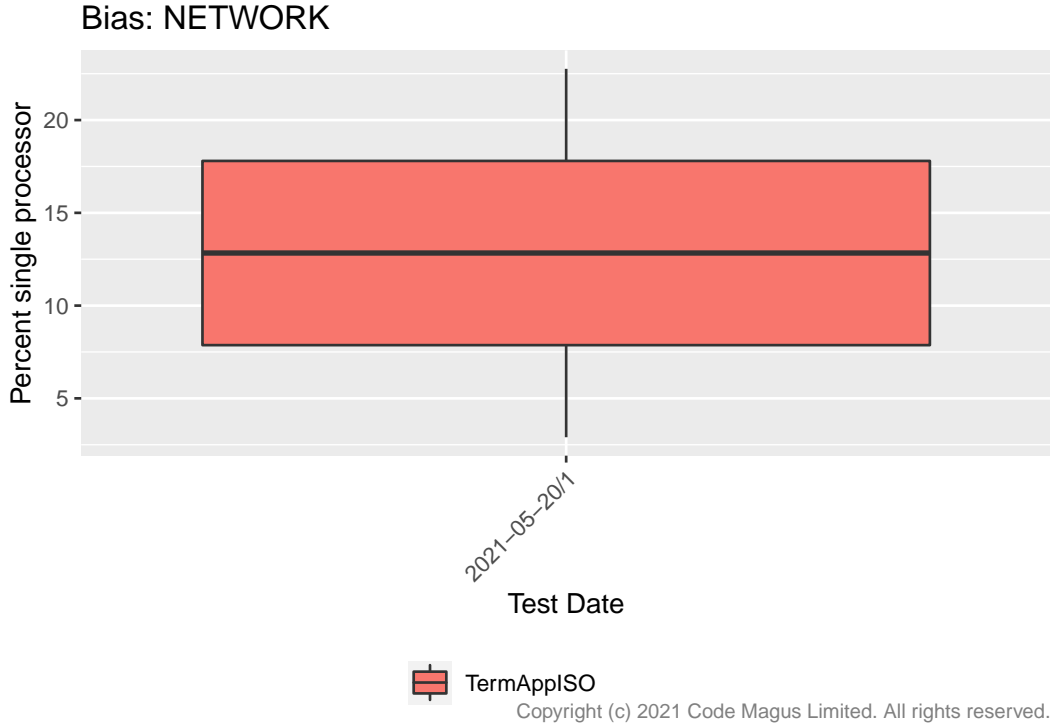 Bias: NETWORK
Percent single processor
20
15
10
5
2021−05−20/1
Test Date
TermAppISO
Copyright (c) 2021 Code Magus Limited. All rights reserved.